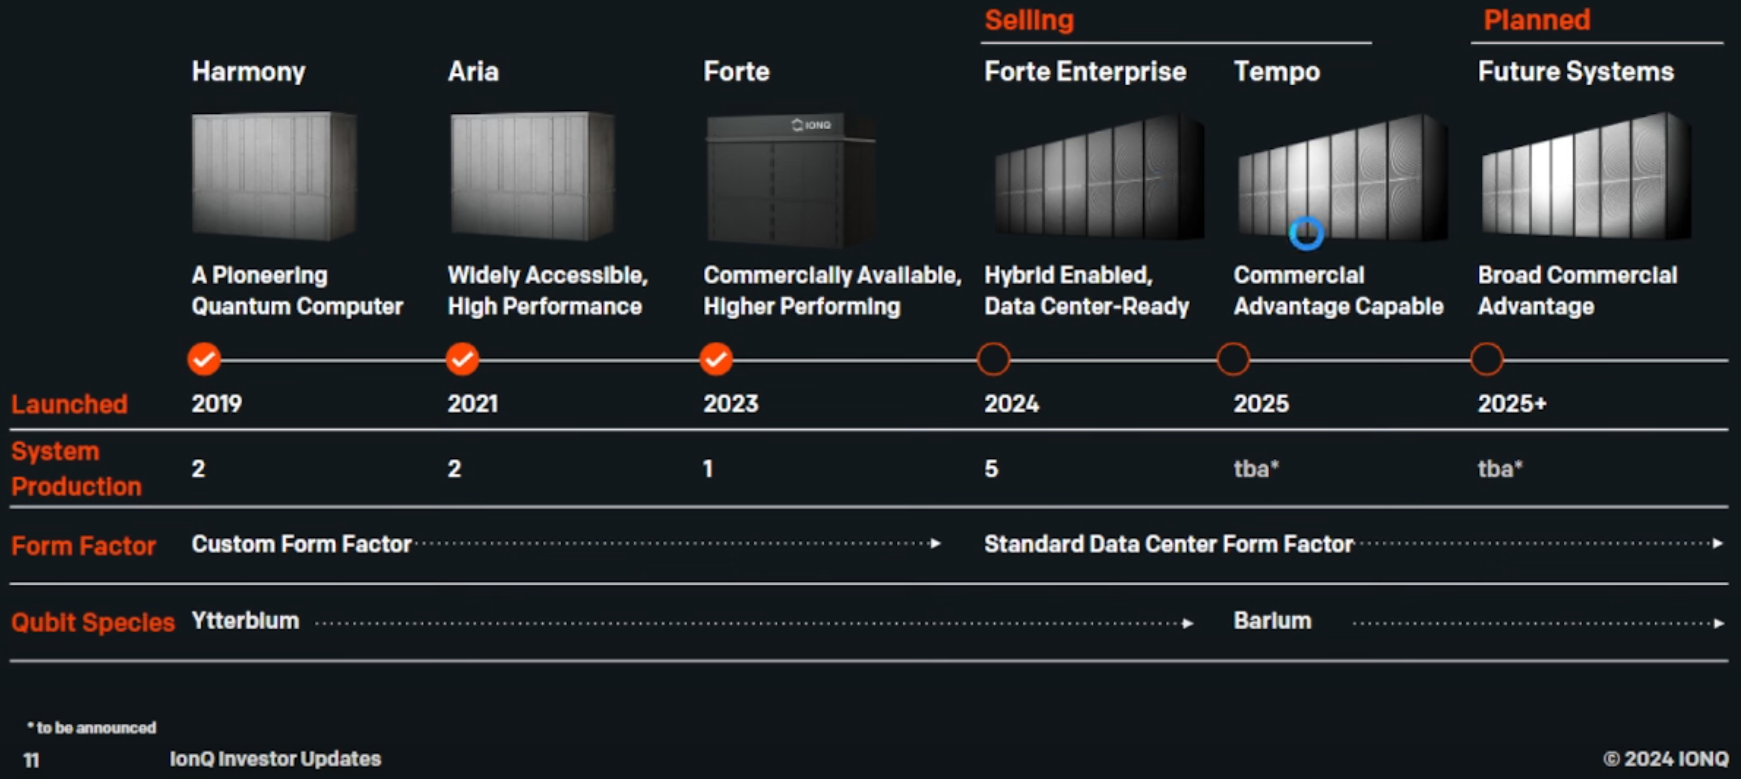 Selling
Planned
Harmony
Aria
Forte
Forte Enterprise
Tempo
Future Systems
IONQ
A Pioneering
Quantum Computer
Widely Accessible,
High Performance
Commercially Available,
Higher Performing
Hybrid Enabled,
Data Center-Ready
Commercial
Advantage Capable
Broad Commercial
Advantage
Launched
2019
2021
2023
2024
2025
2025+
System
Production
2
2
1
5
tba*
tba*
Form Factor
Custom Form Factor
Standard Data Center Form Factor
Qubit Species
Ytterbium
Barium
* to be announced
11
IonQ Investor Updates
© 2024 IONQ